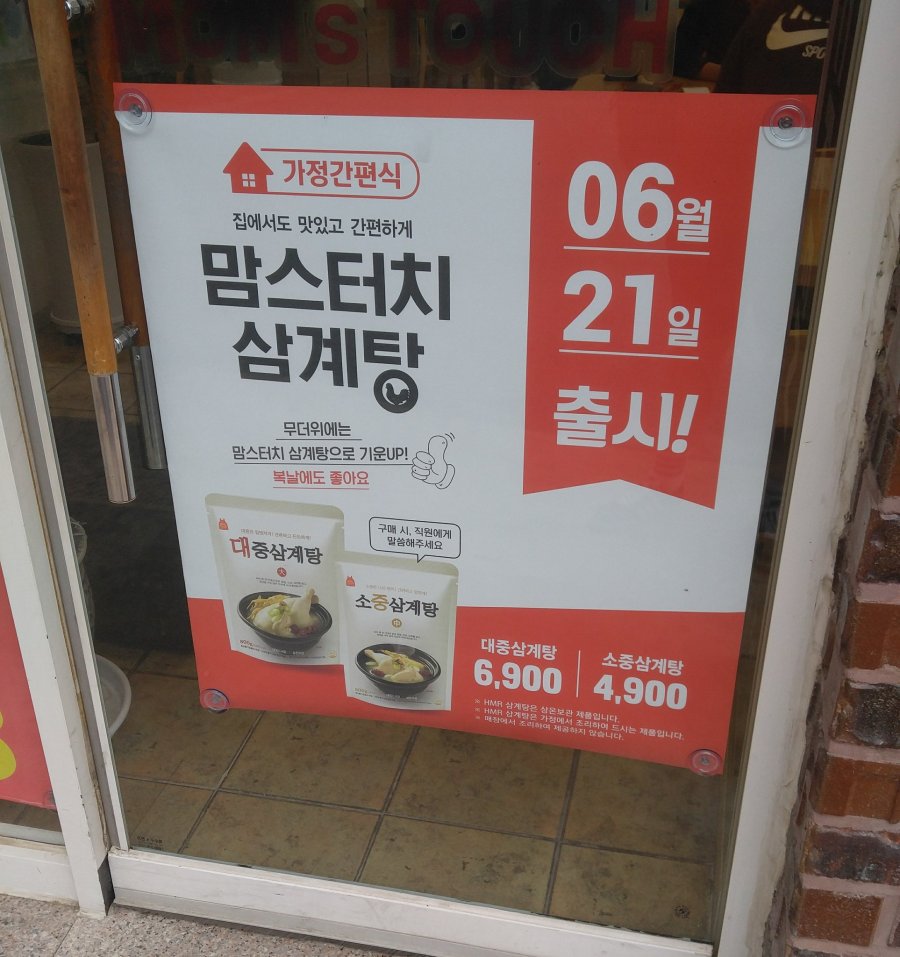 MOM'S TOUCH
SPO
가정간편식
집에서도 맛있고 간편하게
맘스터치
삼계탕
무더위에는
맘스터치 삼계탕으로 기운UP!
복날에도 좋아요
06월
21일
출시!
구매 시, 직원에게
말씀해주세요
대중삼계탕
大
소중삼계탕
中
대중삼계탕
6,900
소중삼계탕
4,900
※ HMR 삼계탕은 상온보관 제품입니다.
※ HMR 삼계탕은 가정에서 조리하여 드시는 제품입니다.
※ 매장에서 조리하여 제공하지 않습니다.